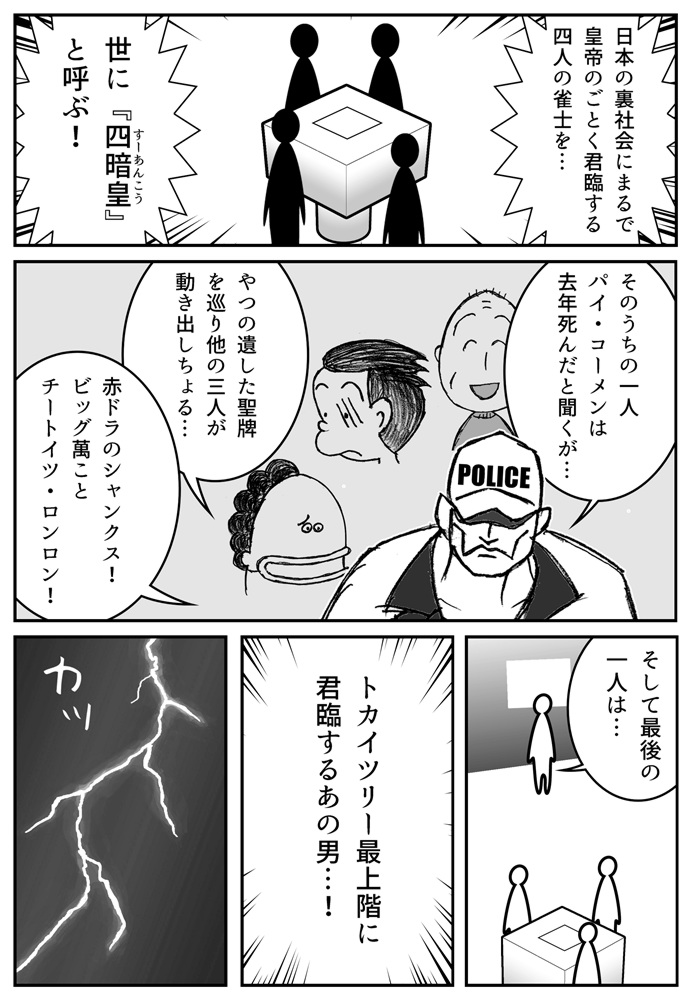 日本の裏社会にまるで
皇帝のごとく君臨する
四人の雀士を…
世に『四暗皇』
すーあんこう
と呼ぶ！
そのうちの一人
パイ・コーメンは
去年死んだと聞くが…
やつの遺した聖牌
を巡り他の三人が
動き出しちょる…
赤ドラのシャンクス！
ビッグ萬こと
チートイツ・ロンロン！
POLICE
そして最後の
一人は…
トカイツリー最上階に
君臨するあの男…！
カッ